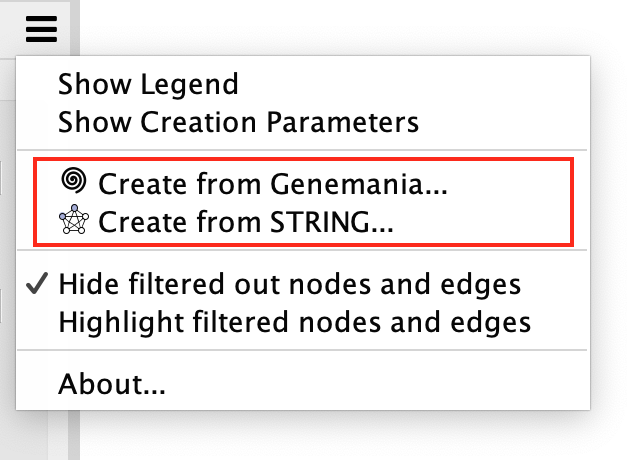 Show Legend
Show Creation Parameters
Create from Genemania...
Create from STRING...
Hide filtered out nodes and edges
Highlight filtered nodes and edges
About...